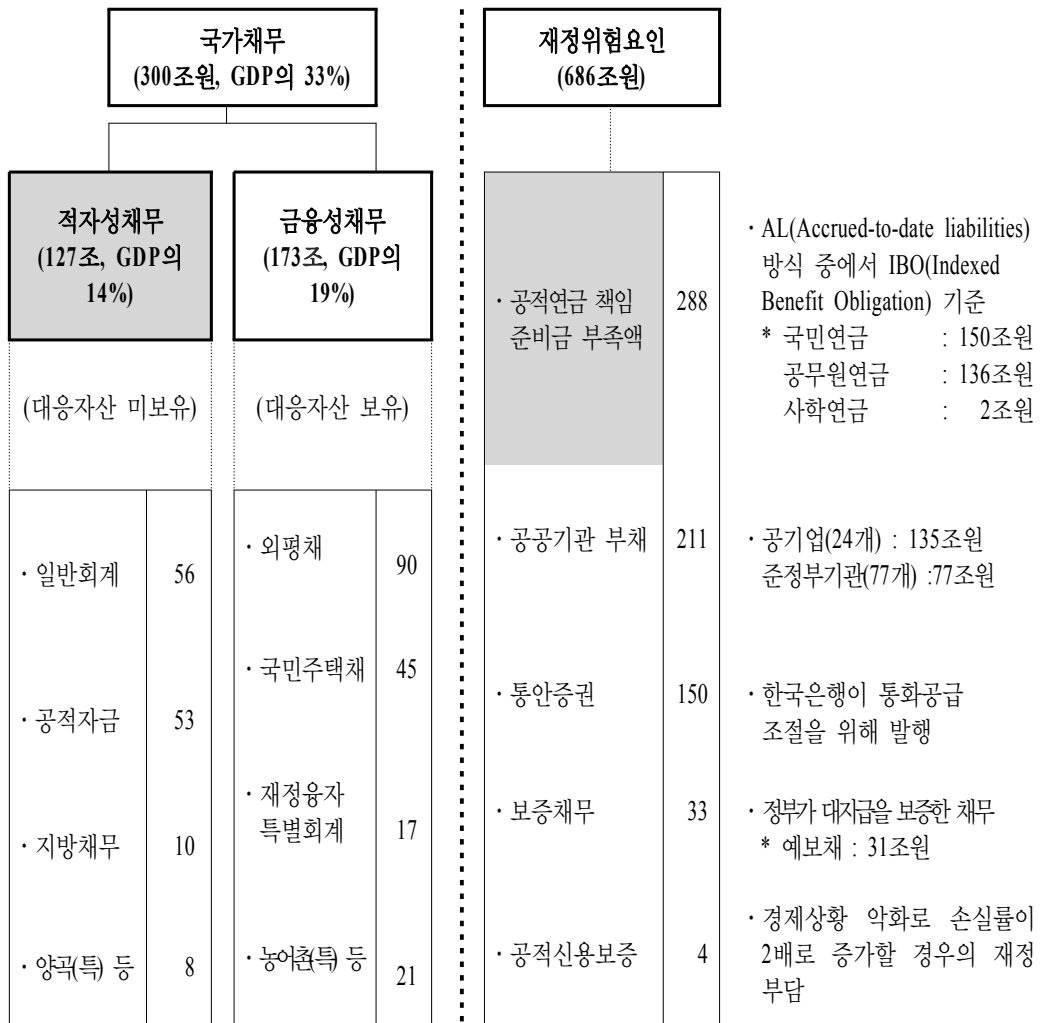 국가채무
(300조원, GDP의 33%)
적자성채무
(127조, GDP의
14%)
금융성채무
(173조, GDP의
19%)
(대응자산 미보유)
(대응자산 보유)
· 일반회계 56
· 공적자금 53
· 지방채무 10
· 양곡(특) 등 8
· 외평채 90
· 국민주택채 45
· 재정융자
특별회계 17
· 농어촌(특) 등 21
재정위험요인
(686조원)
· 공적연금 책임
준비금 부족액
288
· AL(Accrued-to-date liabilities)
방식 중에서 IBO(Indexed
Benefit Obligation) 기준
* 국민연금 : 150조원
공무원연금 : 136조원
사학연금 : 2조원
· 공공기관 부채 211
· 공기업(24개) : 135조원
준정부기관(77개) :77조원
· 통안증권 150
· 한국은행이 통화공급
조절을 위해 발행
· 보증채무 33
· 정부가 대지급을 보증한 채무
* 예보채 : 31조원
· 공적신용보증 4
· 경제상황 악화로 손실률이
2배로 증가할 경우의 재정
부담